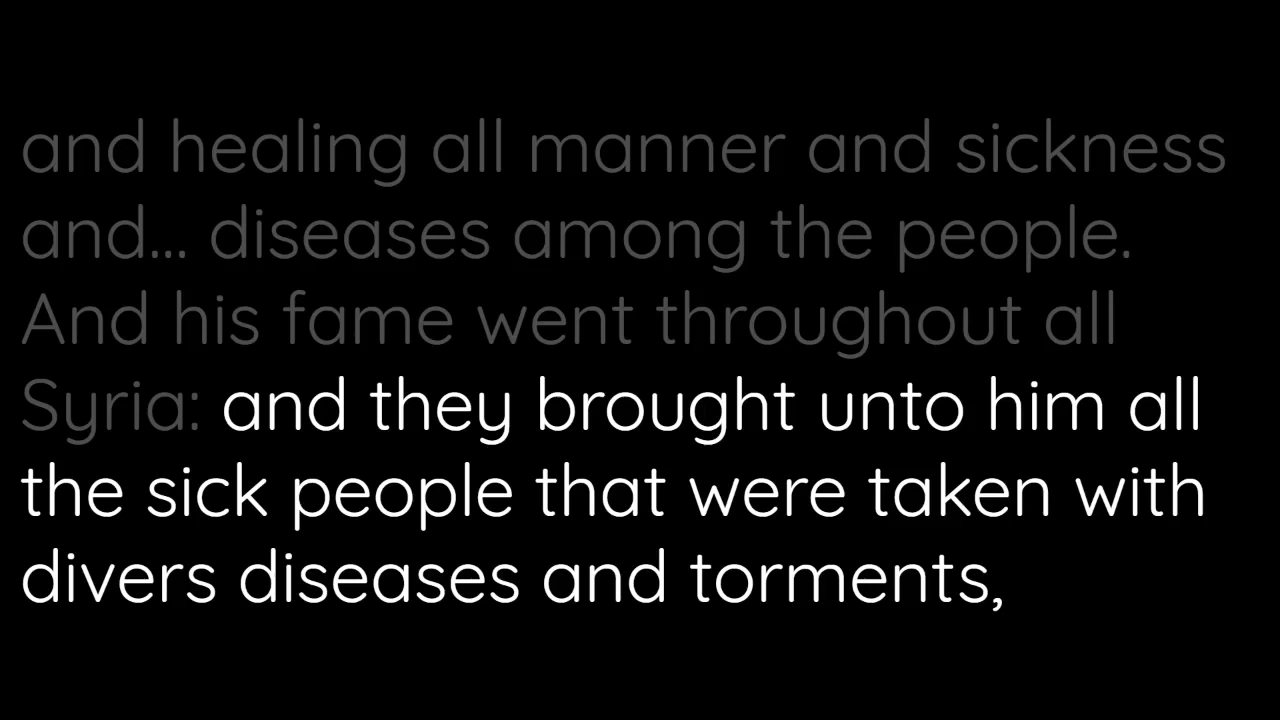 and healing all manner and sickness
and... diseases among the people.
And his fame went throughout all
Syria: and they brought unto him all
the sick people that were taken with
divers diseases and torments,